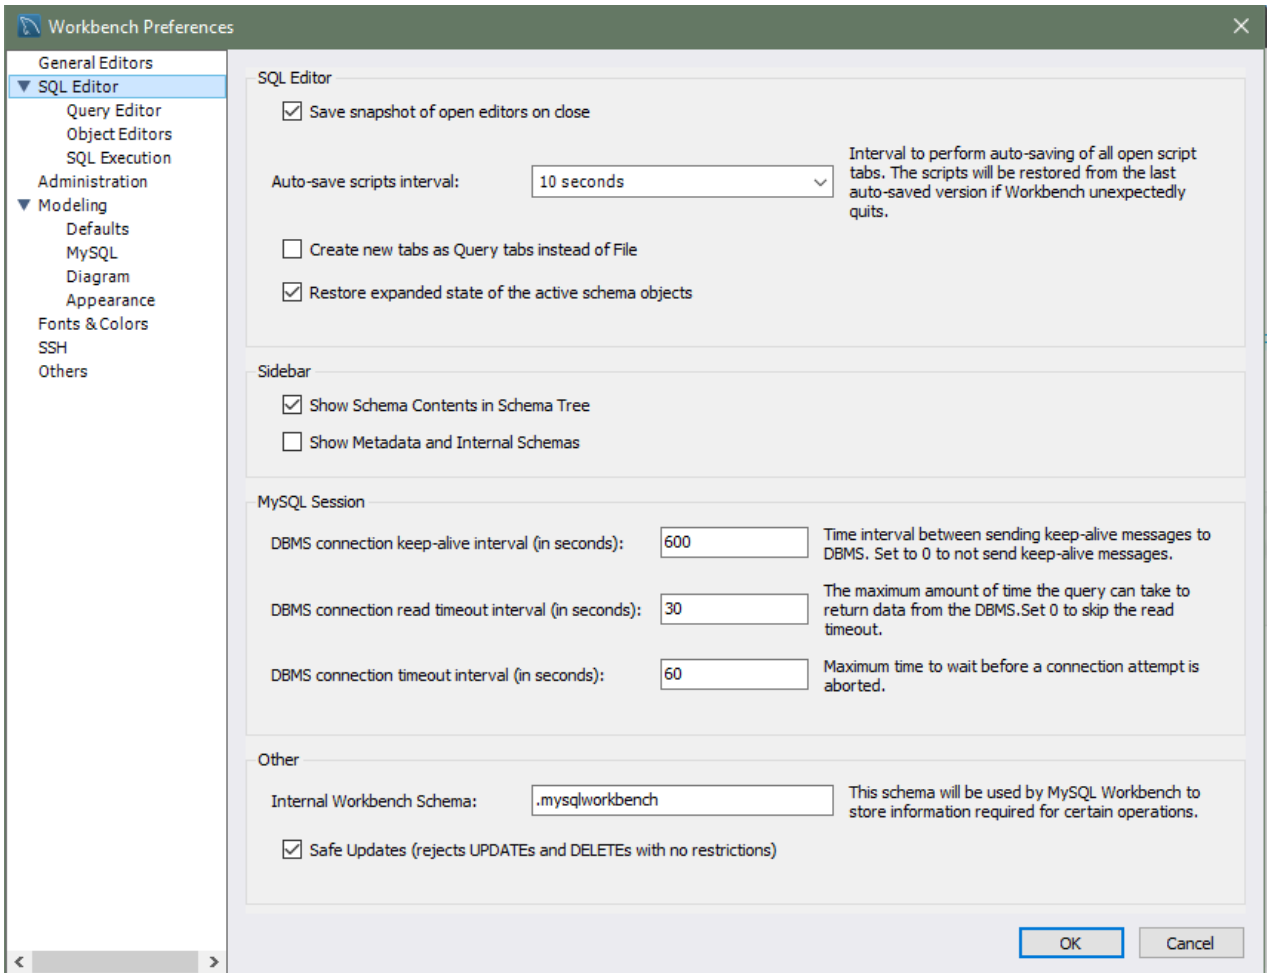 Workbench Preferences
General Editors
SQL Editor
Query Editor
Object Editors
SQL Execution
Administration
Modeling
Defaults
MySQL
Diagram
Appearance
Fonts & Colors
SSH
Others
SQL Editor
Save snapshot of open editors on close
Auto-save scripts interval:
10 seconds
Interval to perform auto-saving of all open script
tabs. The scripts will be restored from the last
auto-saved version if Workbench unexpectedly
quits.
Create new tabs as Query tabs instead of File
Restore expanded state of the active schema objects
Sidebar
Show Schema Contents in Schema Tree
Show Metadata and Internal Schemas
MySQL Session
DBMS connection keep-alive interval (in seconds):
600
Time interval between sending keep-alive messages to
DBMS. Set to 0 to not send keep-alive messages.
DBMS connection read timeout interval (in seconds):
30
The maximum amount of time the query can take to
return data from the DBMS.Set 0 to skip the read
timeout.
DBMS connection timeout interval (in seconds):
60
Maximum time to wait before a connection attempt is
aborted.
Other
Internal Workbench Schema:
.mysqlworkbench
This schema will be used by MySQL Workbench to
store information required for certain operations.
Safe Updates (rejects UPDATEs and DELETEs with no restrictions)
OK
Cancel